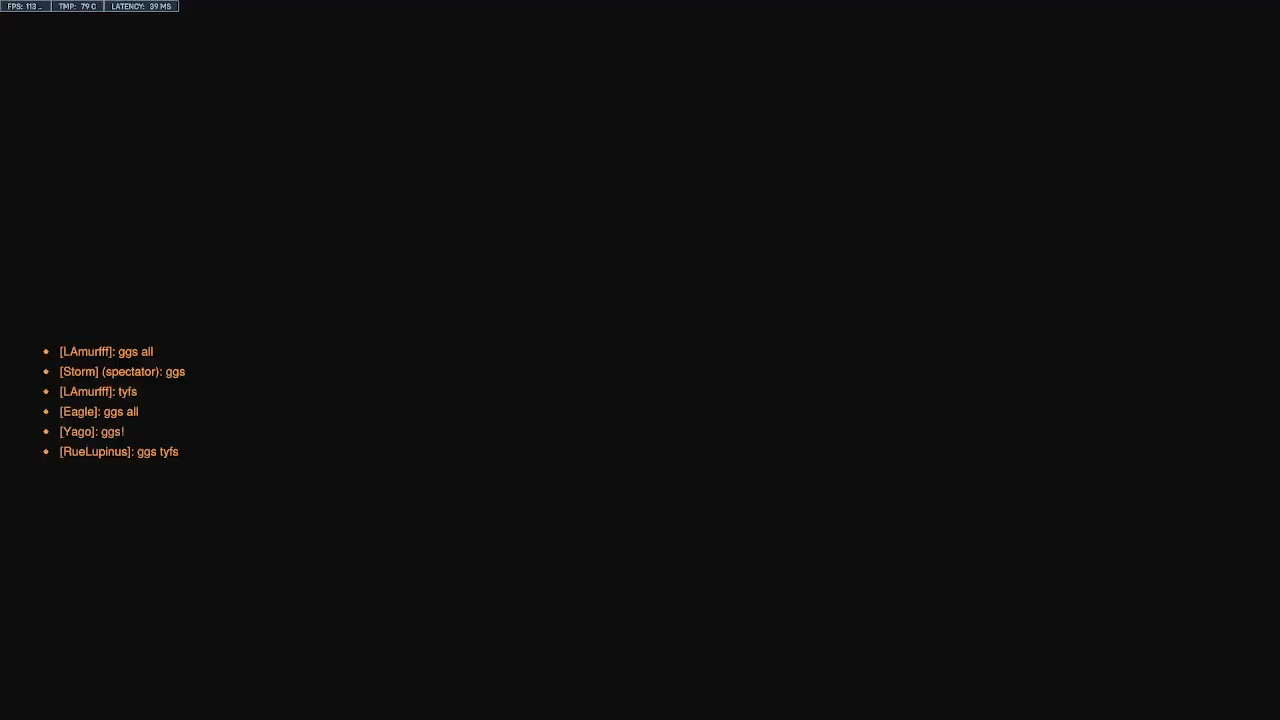 FPS: 113 .. TMP: 79 C LATENCY: 39 MS
[LAmurfff]: ggs all
[Storm] (spectator): ggs
[LAmurfff]: tyfs
[Eagle]: ggs all
[Yago]: ggs!
[RueLupinus]: ggs tyfs